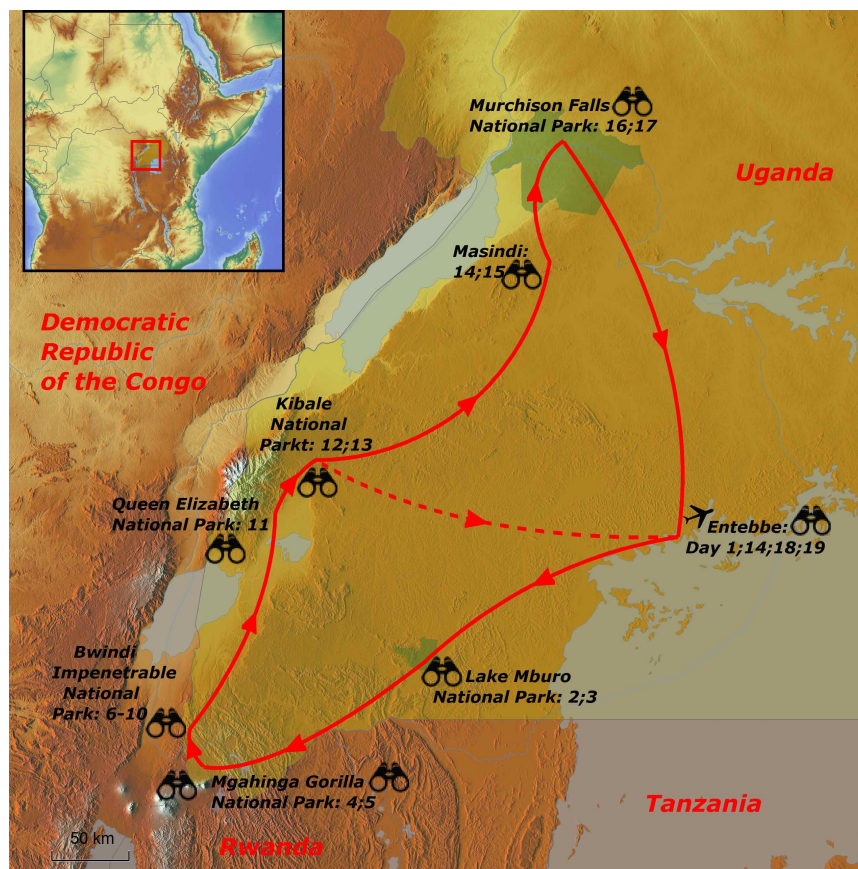 Murchison Falls
National Park: 16;17
Uganda
Masindi:
14;15
Democratic
Republic
of the Congo
Kibale
National
Parkt: 12;13
Queen Elizabeth
National Park: 11
Entebbe:
Day 1;14;18;19
Bwindi
Impenetrable
National
Park: 6-10
Lake Mburo
National Park: 2;3
Mgahinga Gorilla
National Park: 4;5
Tanzania
50 km
Rwanda